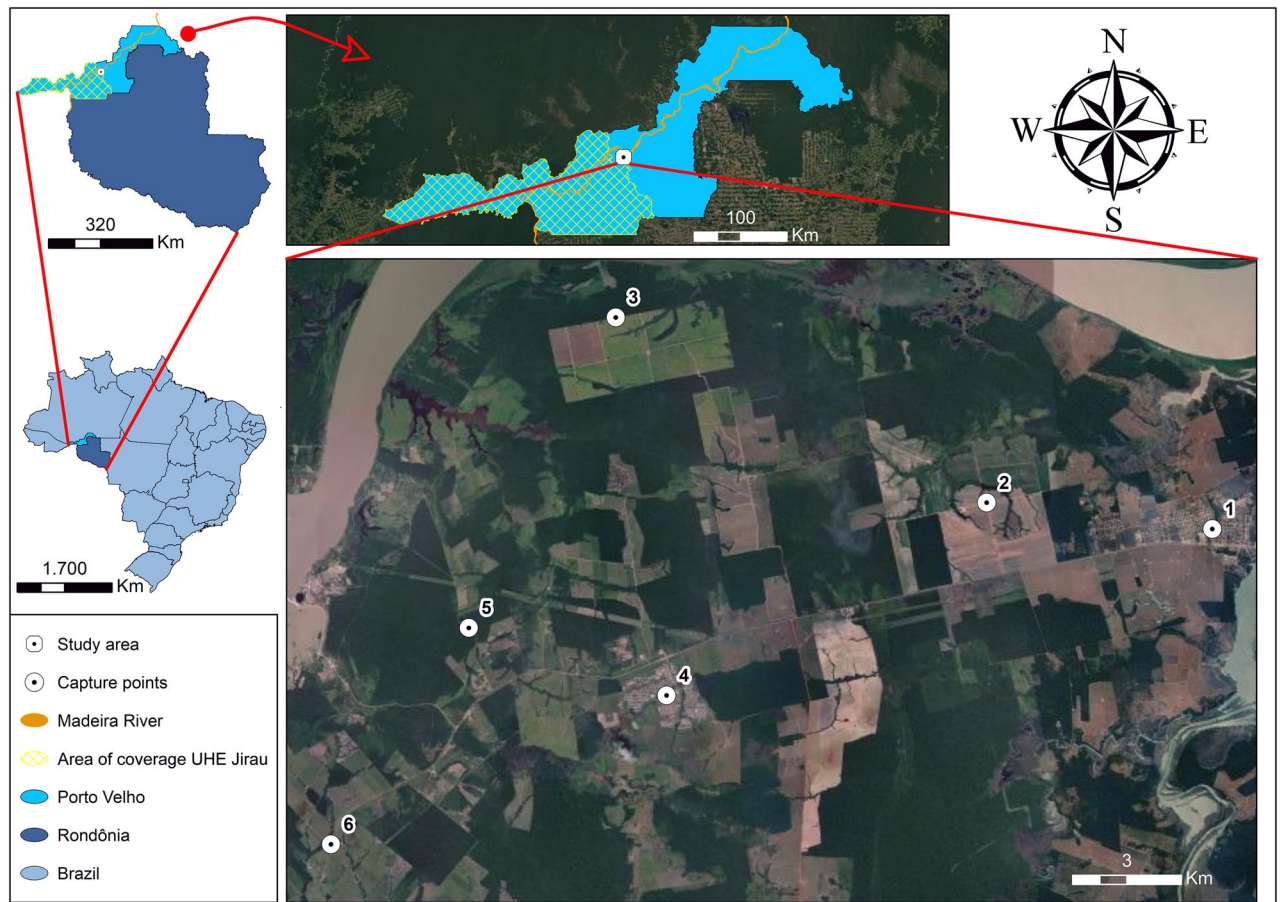 320
Km
100
Km
N
W
E
S
1.700
Km
3
2
1
5
4
6
3
Km
Study area
Capture points
Madeira River
Area of coverage UHE Jirau
Porto Velho
Rondônia
Brazil